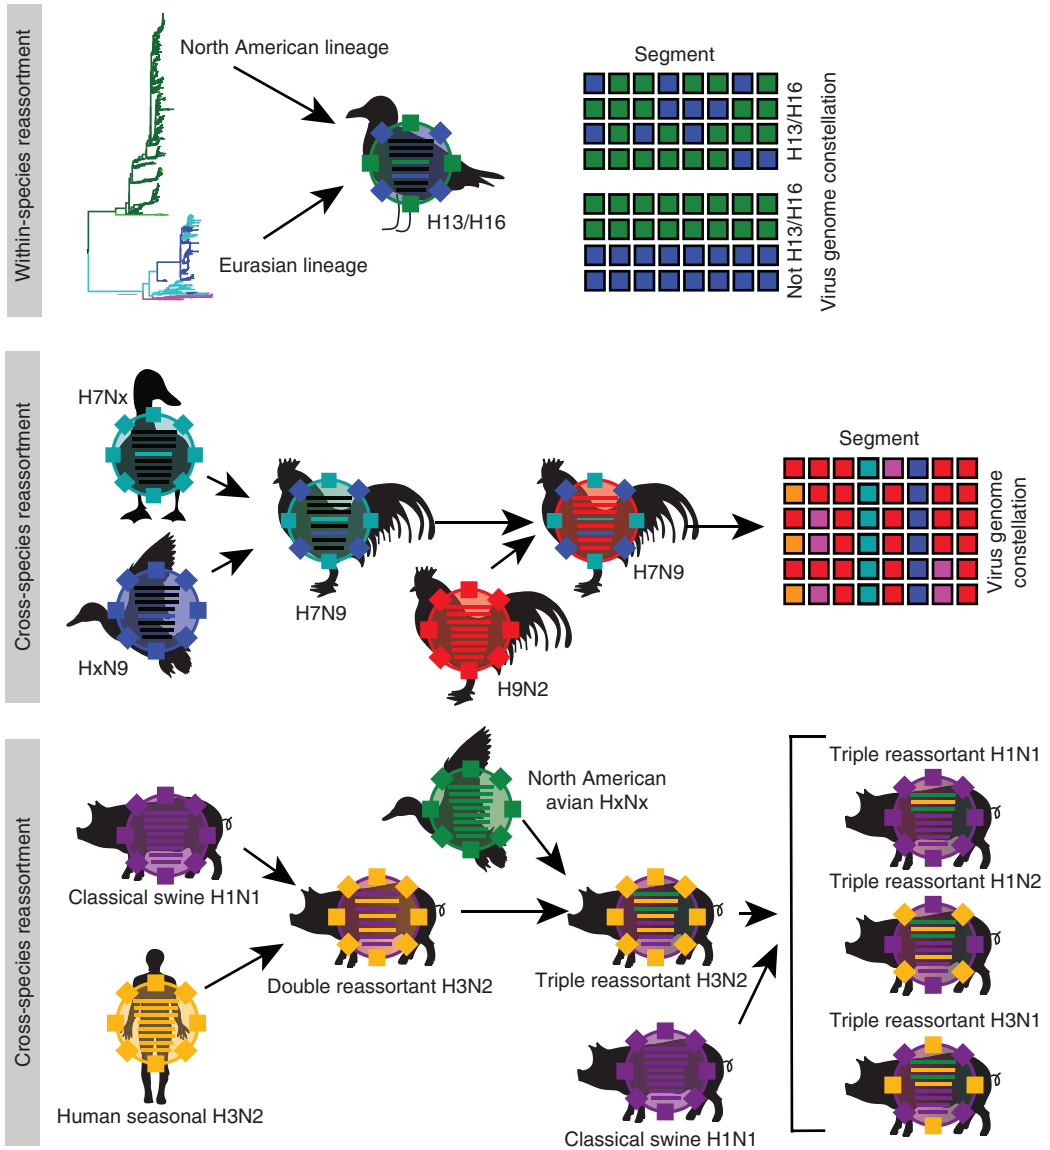 Within-species reassortment
North American lineage
Eurasian lineage
H13/H16
Segment
H13/H16
Not H13/H16
Virus genome constellation
Cross-species reassortment
H7Nx
HxN9
H7N9
H9N2
H7N9
Segment
Virus genome
constellation
Cross-species reassortment
Classical swine H1N1
Human seasonal H3N2
Double reassortant H3N2
North American
avian HxNx
Triple reassortant H3N2
Classical swine H1N1
Triple reassortant H1N1
Triple reassortant H1N2
Triple reassortant H3N1